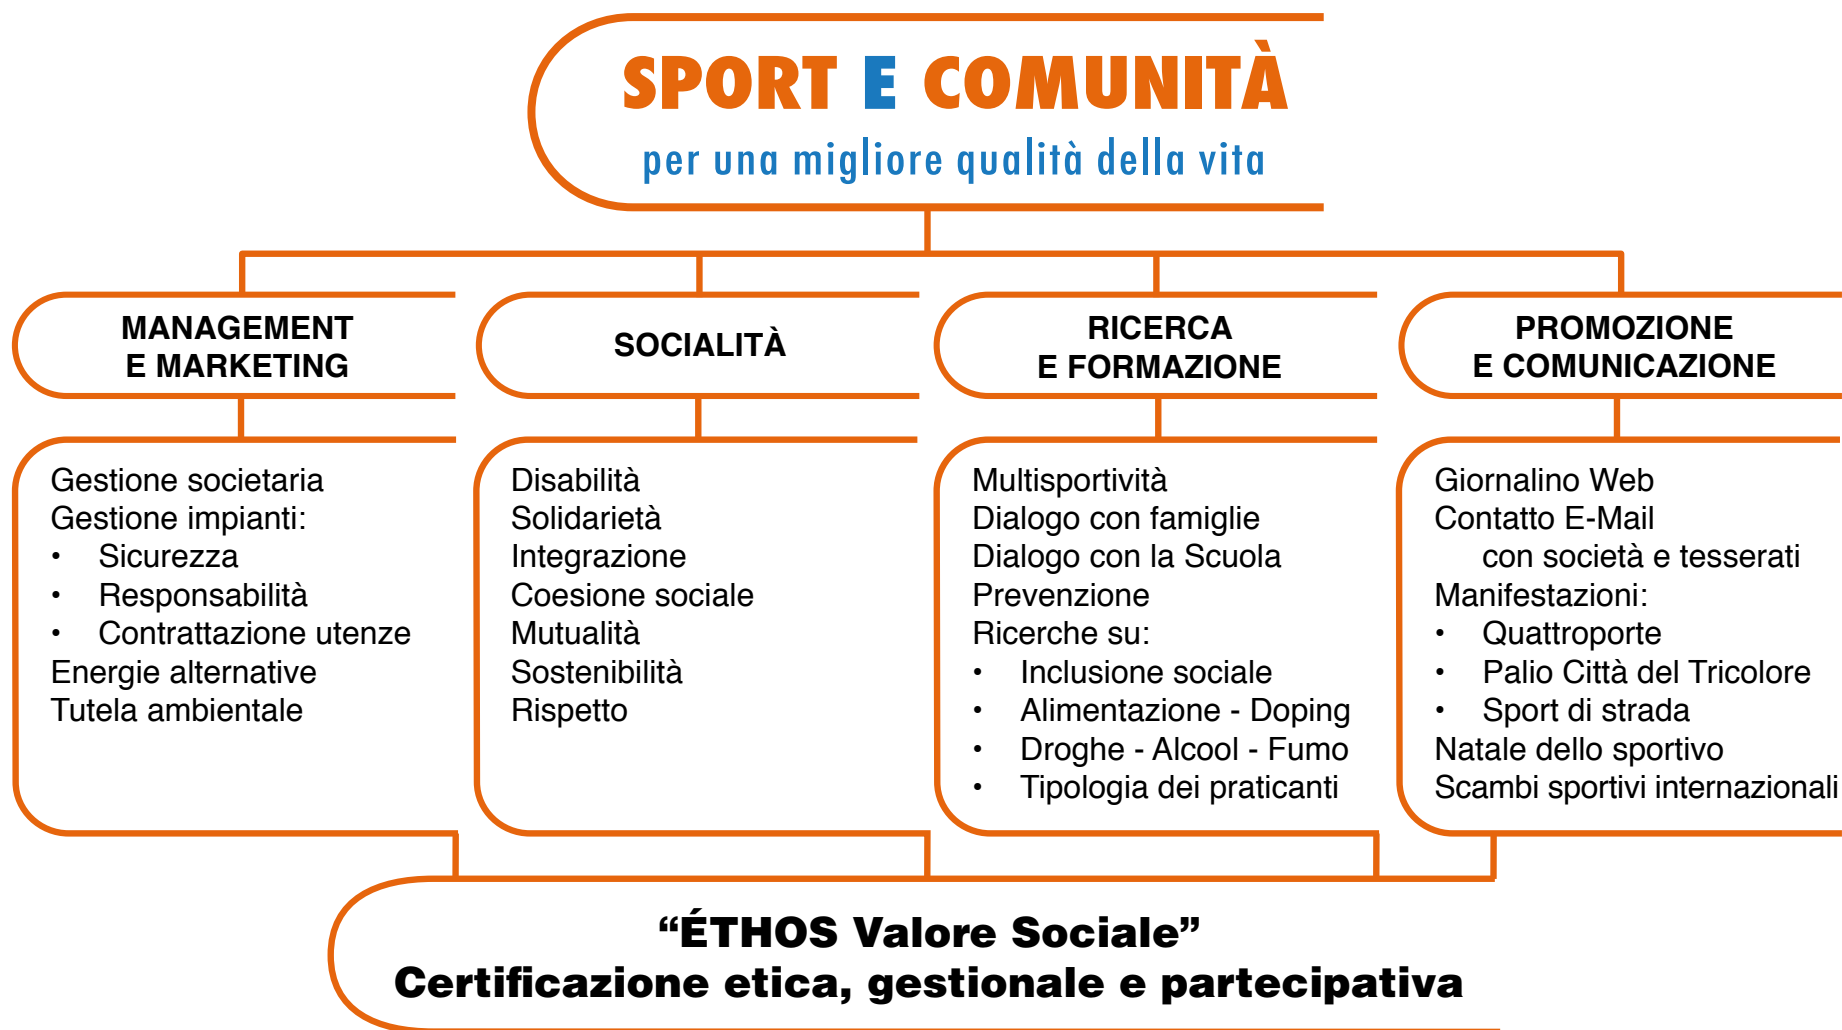 SPORT E COMUNITÀ
per una migliore qualità della vita
MANAGEMENT
E MARKETING
Gestione societaria
Gestione impianti:
• Sicurezza
• Responsabilità
• Contrattazione utenze
Energie alternative
Tutela ambientale
SOCIALITÀ
Disabilità
Solidarietà
Integrazione
Coesione sociale
Mutualità
Sostenibilità
Rispetto
RICERCA
E FORMAZIONE
Multisportività
Dialogo con famiglie
Dialogo con la Scuola
Prevenzione
Ricerche su:
• Inclusione sociale
• Alimentazione - Doping
• Droghe - Alcool - Fumo
• Tipologia dei praticanti
PROMOZIONE
E COMUNICAZIONE
Giornalino Web
Contatto E-Mail
con società e tesserati
Manifestazioni:
• Quattroporte
• Palio Città del Tricolore
• Sport di strada
Natale dello sportivo
Scambi sportivi internazionali
“ÉTHOS Valore Sociale”
Certificazione etica, gestionale e partecipativa